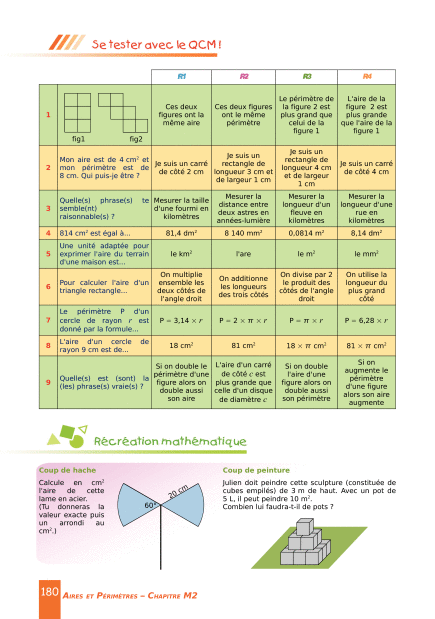 Se tester avec le QCM !
R1 R2 R3 R4
1
fig1 fig2
Ces deux
figures ont la
même aire
Ces deux figures
ont le même
périmètre
Le périmètre de
la figure 2 est
plus grand que
celui de la
figure 1
L'aire de la
figure 2 est
plus grande
que l'aire de la
figure 1
2
Mon aire est de 4 cm² et
mon périmètre est de
8 cm. Qui puis-je être ?
Je suis un carré
de côté 2 cm
Je suis un
rectangle de
longueur 3 cm et
de largeur 1 cm
Je suis un
rectangle de
longueur 4 cm
et de largeur
1 cm
Je suis un carré
de côté 4 cm
3
Quelle(s) phrase(s) te
semble(nt)
raisonnable(s) ?
Mesurer la taille
d'une fourmi en
kilomètres
Mesurer la
distance entre
deux astres en
années-lumière
Mesurer la
longueur d'un
fleuve en
kilomètres
Mesurer la
longueur d'une
rue en
kilomètres
4
814 cm² est égal à...
81,4 dm²
8 140 mm²
0,0814 m²
8,14 dm²
5
Une unité adaptée pour
exprimer l'aire du terrain
d'une maison est...
le km²
l'are
le m²
le mm²
6
Pour calculer l'aire d'un
triangle rectangle...
On multiplie
ensemble les
deux côtés de
l'angle droit
On additionne
les longueurs
des trois côtés
On divise par 2
le produit des
côtés de l'angle
droit
On utilise la
longueur du
plus grand
côté
7
Le périmètre P d'un
cercle de rayon r est
donné par la formule...
P = 3,14 × r
P = 2 × π × r
P = π × r
P = 6,28 × r
8
L'aire d'un cercle de
rayon 9 cm est de...
18 cm²
81 cm²
18 × π cm²
81 × π cm²
9
Quelle(s) est (sont) la
(les) phrase(s) vraie(s) ?
Si on double le
périmètre d'une
figure alors on
double aussi
son aire
L'aire d'un carré
de côté c est
plus grande que
celle d'un disque
de diamètre c
Si on double
l'aire d'une
figure alors on
double aussi
son périmètre
Si on
augmente le
périmètre
d'une figure
alors son aire
augmente
Récréation mathématique
Coup de hache
Calcule en cm²
l'aire de cette
lame en acier.
(Tu donneras la
valeur exacte puis
un arrondi au
cm².)
60°
20 cm
Coup de peinture
Julien doit peindre cette sculpture (constituée de
cubes empilés) de 3 m de haut. Avec un pot de
5 L, il peut peindre 10 m².
Combien lui faudra-t-il de pots ?
180 Aires et Périmètres – Chapitre M2